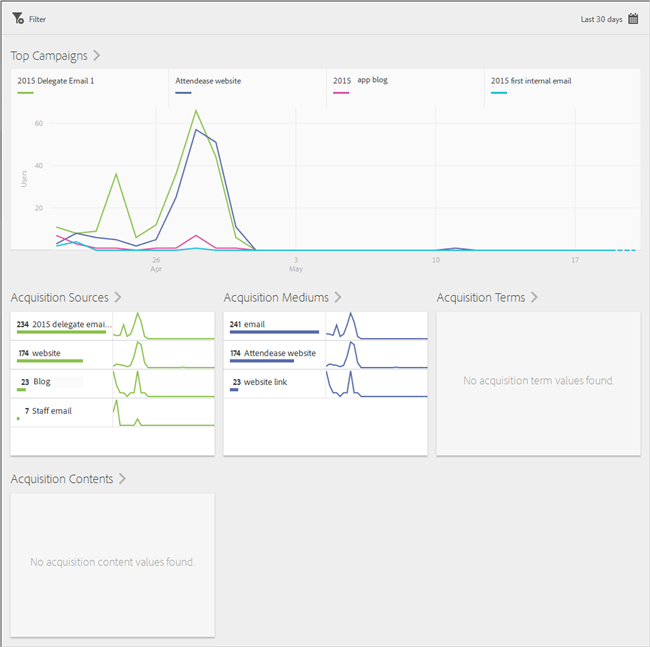 Filter
Last 30 days
Top Campaigns
2015 Delegate Email 1
Attendease website
2015 app blog
2015 first internal email
60
40
20
Users
26
Apr
3
May
10
17
Acquisition Sources
234 2015 delegate emai...
174 website
23 Blog
7 Staff email
Acquisition Mediums
241 email
174 Attendease website
23 website link
Acquisition Terms
No acquisition term values found.
Acquisition Contents
No acquisition content values found.